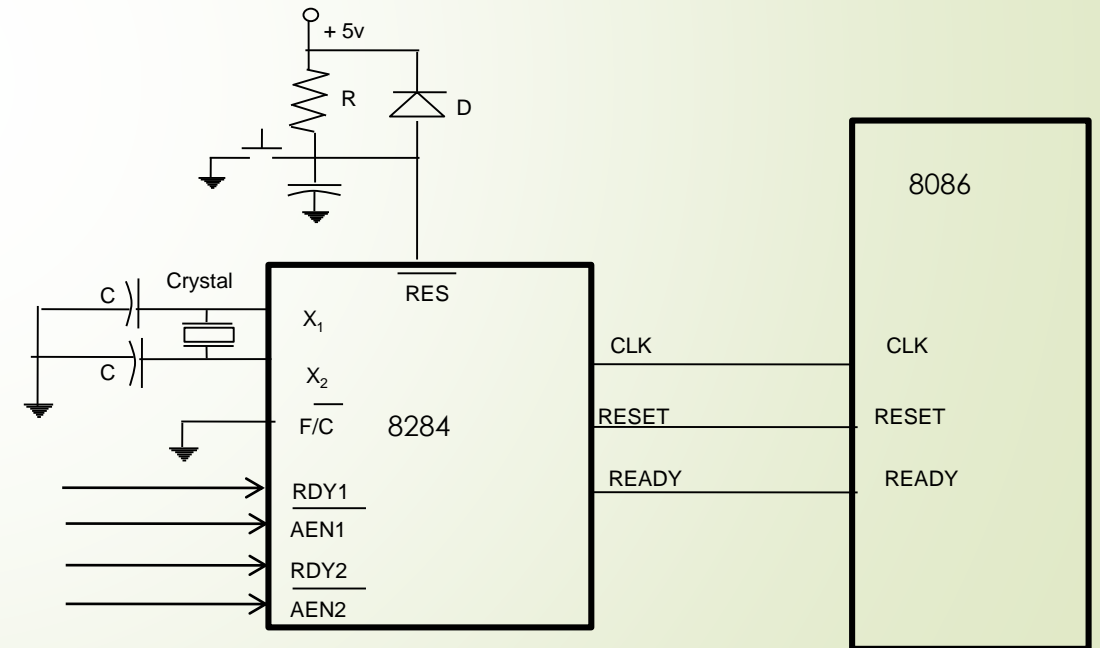 + 5v
R
D
8086
Crystal
C
C
RES
X1
X2
F/C
8284
RDY1
AEN1
RDY2
AEN2
CLK
RESET
READY
CLK
RESET
READY